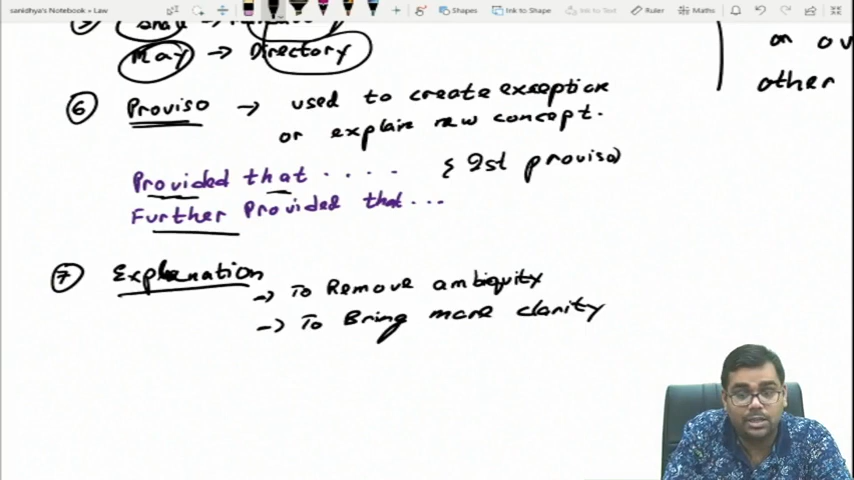 sanidhya's Notebook • Law
Shapes
Ink to Shape
Ink to Text
Ruler
Maths
⑤
May → Directory
⑥ Proviso → used to create exception
or explain new concept.
Provided that . . . . { 1st proviso
Further Provided that . . .
⑦ Explanation
→ To Remove ambiguity
→ To Bring more clarity
on ov
other